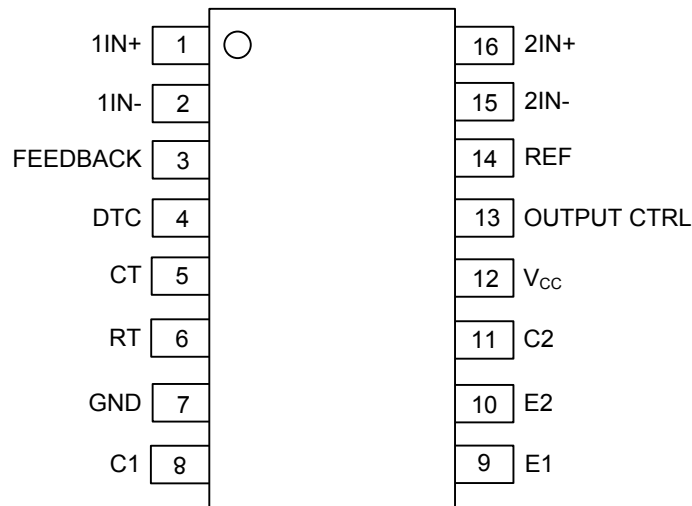 1IN+ 1 16 2IN+
1IN- 2 15 2IN-
FEEDBACK 3 14 REF
DTC 4 13 OUTPUT CTRL
CT 5 12 VCC
RT 6 11 C2
GND 7 10 E2
C1 8 9 E1